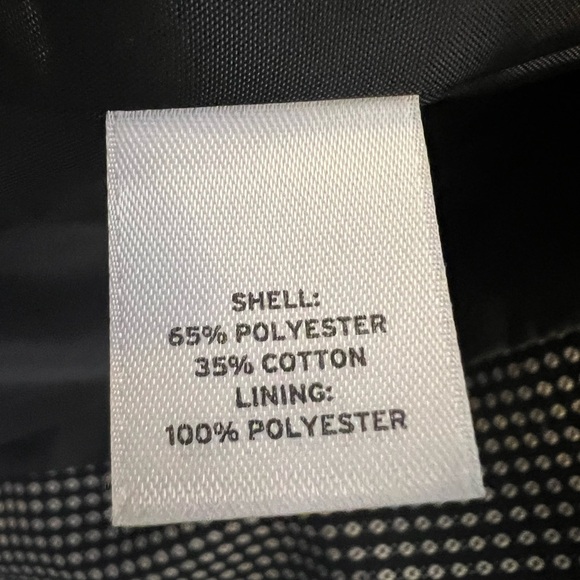 SHELL:
65% POLYESTER
35% COTTON
LINING:
100% POLYESTER